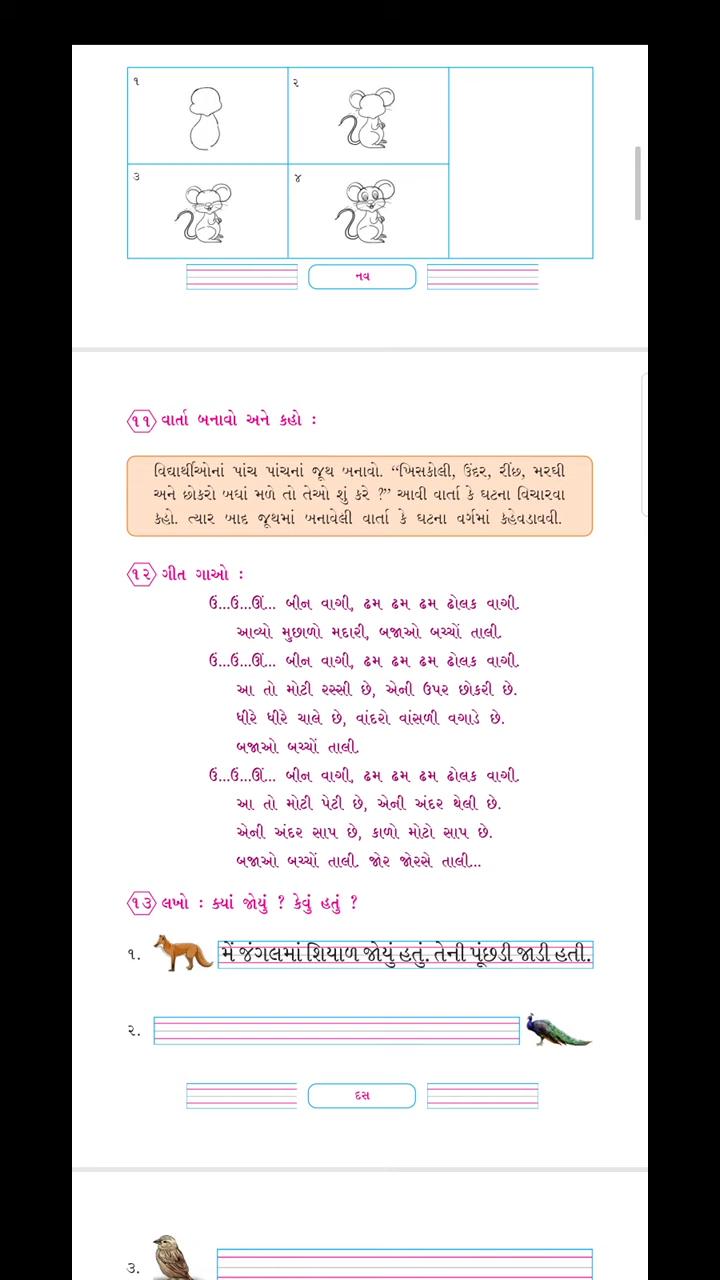 ૧
૨
૩
૪
નવ
૧૧ વાર્તા બનાવો અને કહો :
વિદ્યાર્થીઓનાં પાંચ પાંચનાં જૂથ બનાવો. “ખિસકોલી, ઉંદર, રીંછ, મરઘી
અને છોકરો બધાં મળે તો તેઓ શું કરે ?” આવી વાર્તા કે ઘટના વિચારવા
કહો. ત્યાર બાદ જૂથમાં બનાવેલી વાર્તા કે ઘટના વર્ગમાં કહેવડાવવી.
૧૨ ગીત ગાઓ :
ઉં...ઉં...ઊં... બીન વાગી, ઢમ ઢમ ઢમ ઢોલક વાગી.
આવ્યો મુછાળો મદારી, બજાઓ બચ્ચોં તાલી.
ઉં...ઉં...ઊં... બીન વાગી, ઢમ ઢમ ઢમ ઢોલક વાગી.
આ તો મોટી રસ્સી છે, એની ઉપર છોકરી છે.
ધીરે ધીરે ચાલે છે, વાંદરો વાંસળી વગાડે છે.
બજાઓ બચ્ચોં તાલી.
ઉં...ઉં...ઊં... બીન વાગી, ઢમ ઢમ ઢમ ઢોલક વાગી.
આ તો મોટી પેટી છે, એની અંદર થેલી છે.
એની અંદર સાપ છે, કાળો મોટો સાપ છે.
બજાઓ બચ્ચોં તાલી. જોર જોરસે તાલી...
૧૩ લખો : ક્યાં જોયું ? કેવું હતું ?
૧. મેં જંગલમાં શિયાળ જોયું હતું. તેની પૂંછડી જાડી હતી.
૨.
દસ
૩.